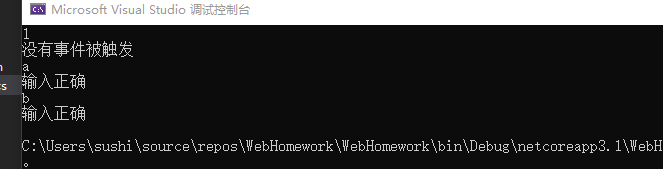 Microsoft Visual Studio 调试控制台
1
没有事件被触发
a
输入正确
b
输入正确
C:\Users\sushi\source\repos\WebHomework\WebHomework\bin\Debug\netcoreapp3.1\WebH
。